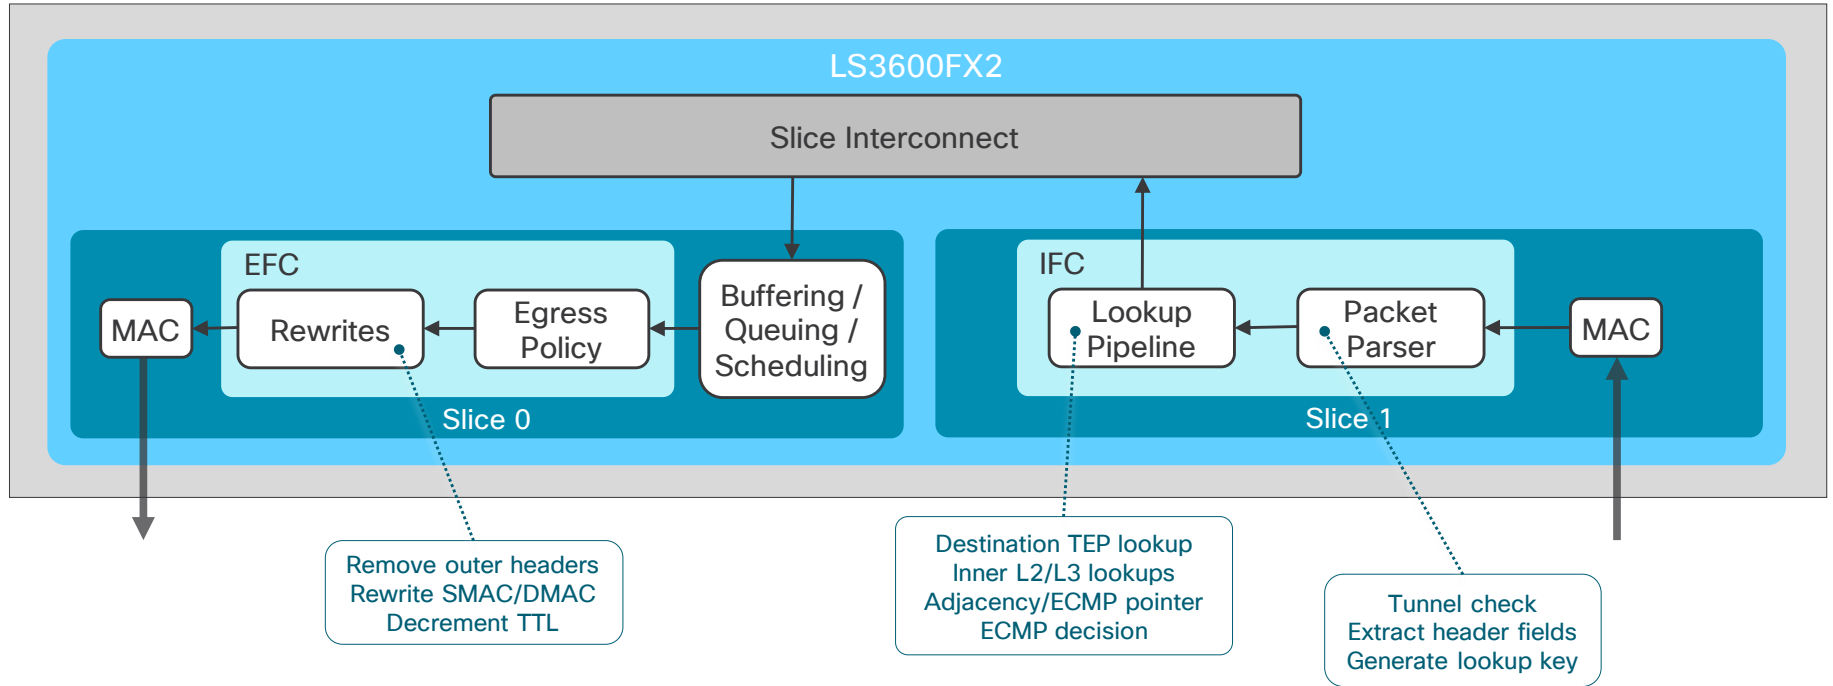 LS3600FX2
Slice Interconnect
EFC
MAC
Rewrites
Egress
Policy
Buffering /
Queuing /
Scheduling
Slice 0
IFC
Lookup
Pipeline
Packet
Parser
MAC
Slice 1
Remove outer headers
Rewrite SMAC/DMAC
Decrement TTL
Destination TEP lookup
Inner L2/L3 lookups
Adjacency/ECMP pointer
ECMP decision
Tunnel check
Extract header fields
Generate lookup key